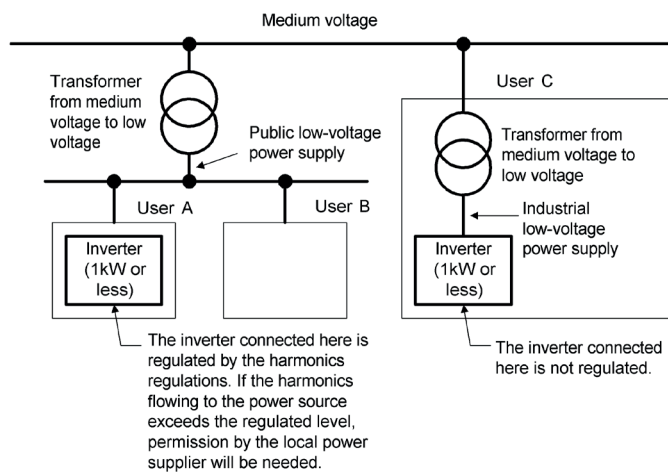 Medium voltage
Transformer
from medium
voltage to low
voltage
Public low-voltage
power supply
User A
User B
Inverter
(1kW or
less)
The inverter connected here is
regulated by the harmonics
regulations. If the harmonics
flowing to the power source
exceeds the regulated level,
permission by the local power
supplier will be needed.
User C
Transformer from
medium voltage to
low voltage
Industrial
low-voltage
power supply
Inverter
(1kW or
less)
The inverter connected
here is not regulated.